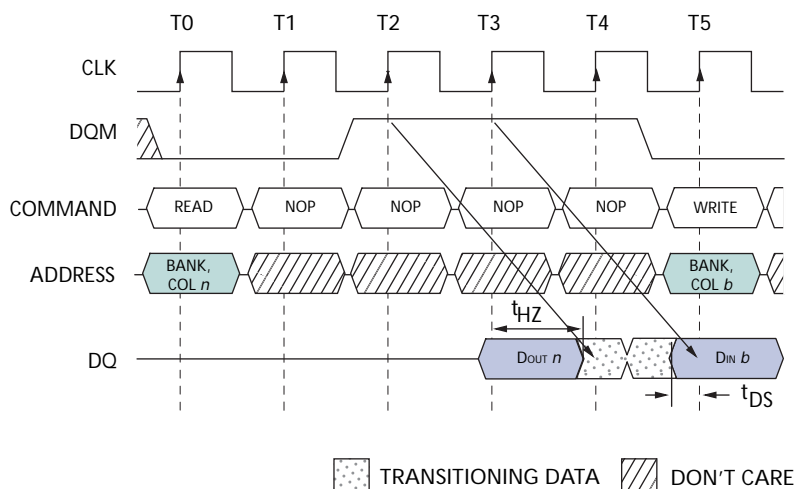 T0 T1 T2 T3 T4 T5
CLK
DQM
COMMAND READ NOP NOP NOP NOP WRITE
ADDRESS BANK, COL n BANK, COL b
tHZ
DQ DOUT n DIN b
tDS
TRANSITIONING DATA DON'T CARE